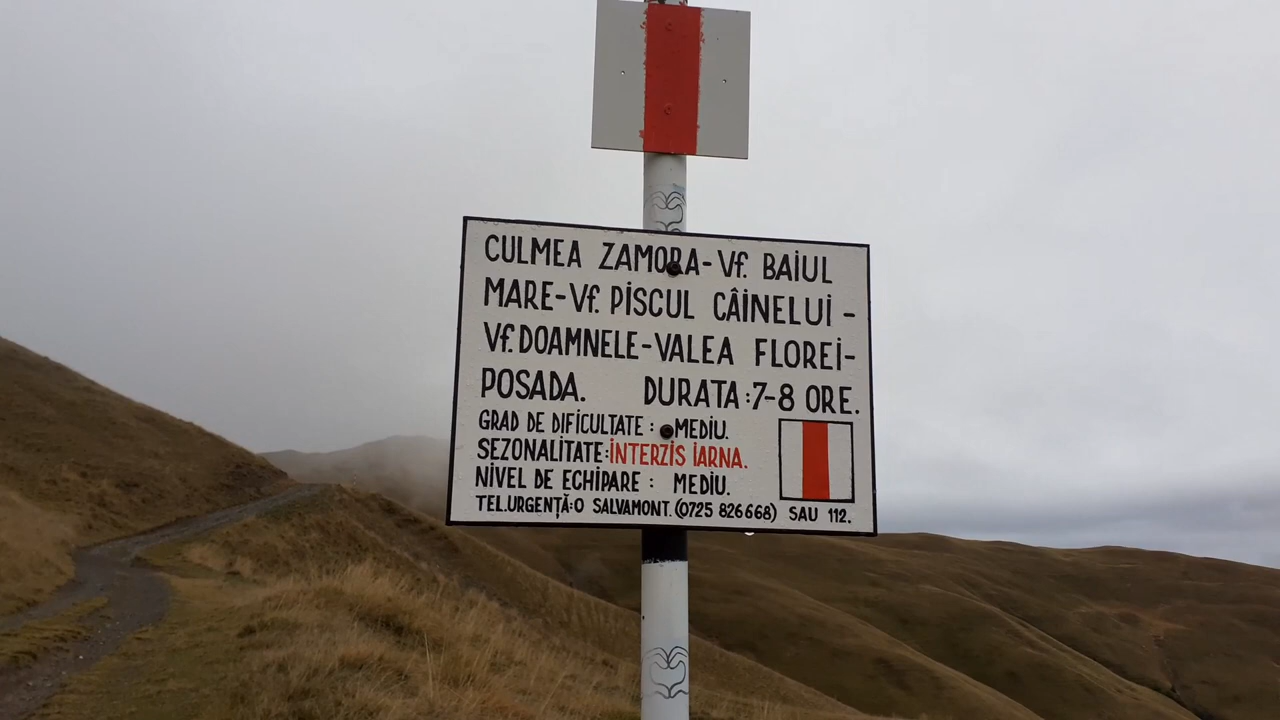 CULMEA ZAMORA-Vf. BAIUL
MARE-Vf. PISCUL CÂINELUI -
Vf. DOAMNELE-VALEA FLOREI-
POSADA. DURATA:7-8 ORE.
GRAD DE DIFICULTATE : MEDIU.
SEZONALITATE:INTERZIS IARNA.
NIVEL DE ECHIPARE : MEDIU.
TEL.URGENȚĂ:0 SALVAMONT. (0725 826668) SAU 112.